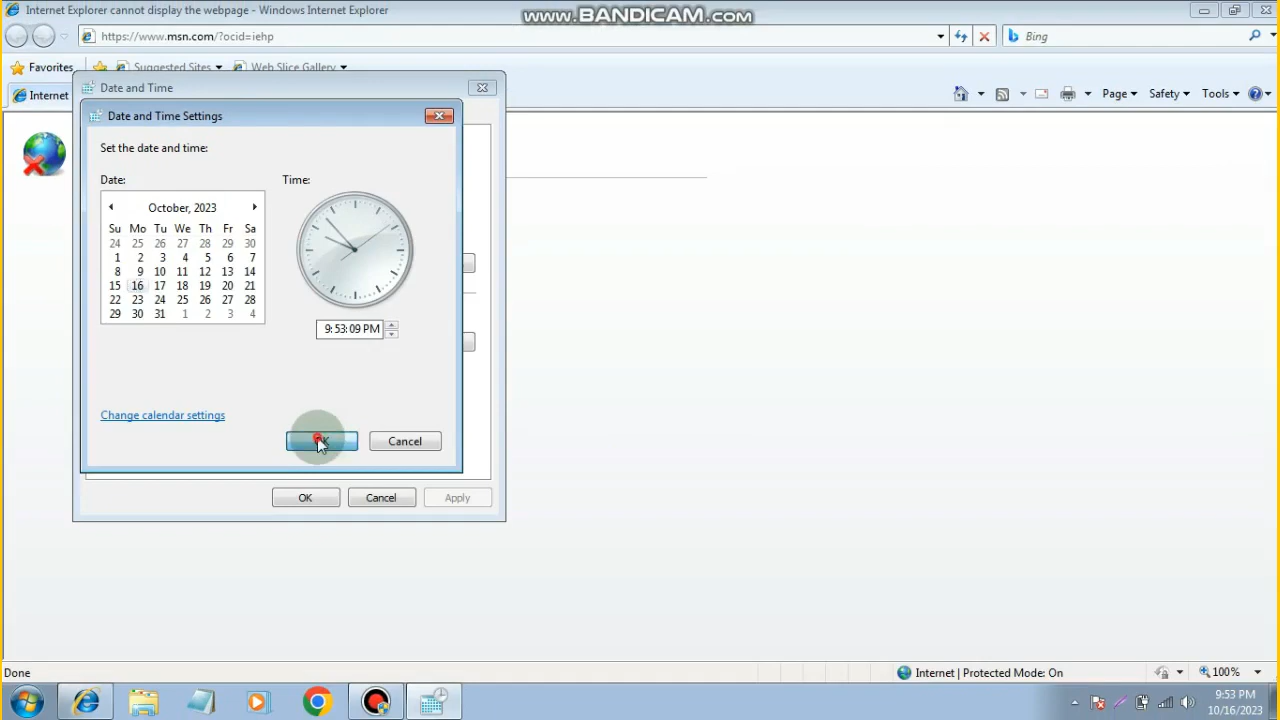 Internet Explorer cannot display the webpage - Windows Internet Explorer
www.BANDICAM.com
https://www.msn.com/?ocid=iehp
Bing
Favorites
Suggested Sites
Web Slice Gallery
Internet
Page
Safety
Tools
Date and Time
Date and Time Settings
Set the date and time:
Date:
Time:
October, 2023
Su Mo Tu We Th Fr Sa
24 25 26 27 28 29 30
1 2 3 4 5 6 7
8 9 10 11 12 13 14
15 16 17 18 19 20 21
22 23 24 25 26 27 28
29 30 31 1 2 3 4
9:53:09 PM
Change calendar settings
Cancel
OK Cancel Apply
Done
Internet | Protected Mode: On
100%
9:53 PM
10/16/2023